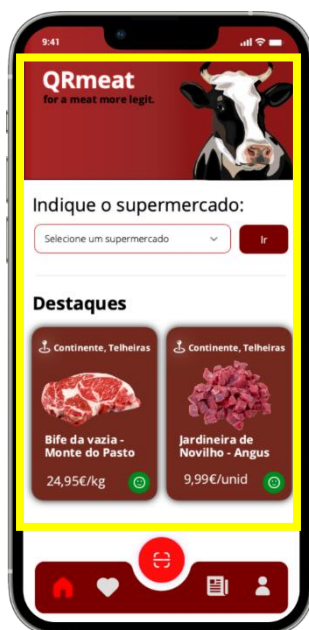 9:41
QRmeat
for a meat more legit.
Indique o supermercado:
Selecione um supermercado
Ir
Destaques
Continente, Telheiras
Bife da vazia -
Monte do Pasto
24,95€/kg
Continente, Telheiras
Jardineira de
Novilho - Angus
9,99€/unid